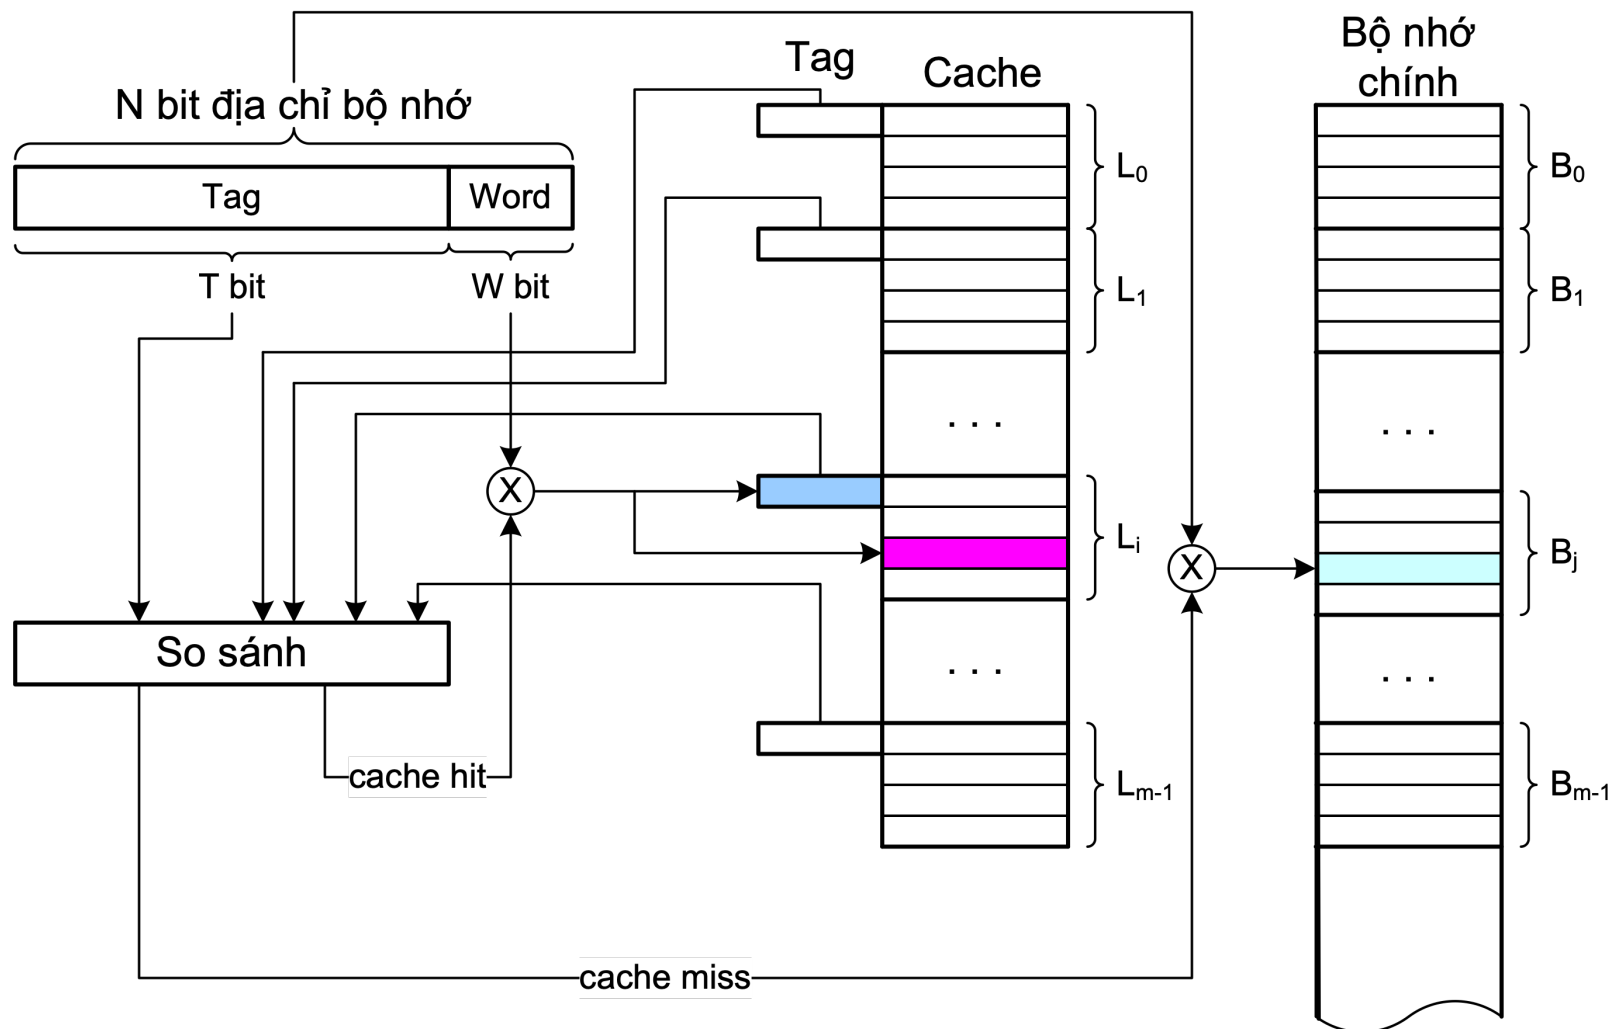 N bit địa chỉ bộ nhớ
Tag
Word
T bit
W bit
X
So sánh
cache hit
cache miss
Tag
Cache
L0
L1
. . .
Li
. . .
Lm-1
X
Bộ nhớ
chính
B0
B1
. . .
Bj
. . .
Bm-1